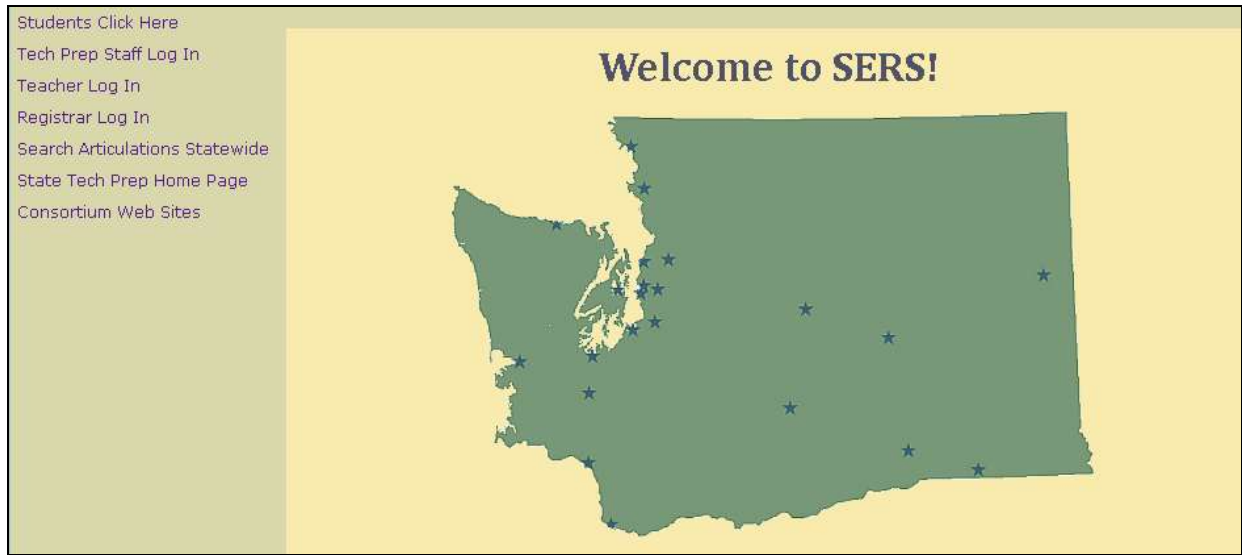 Students Click Here
Tech Prep Staff Log In
Teacher Log In
Registrar Log In
Search Articulations Statewide
State Tech Prep Home Page
Consortium Web Sites
Welcome to SERS!